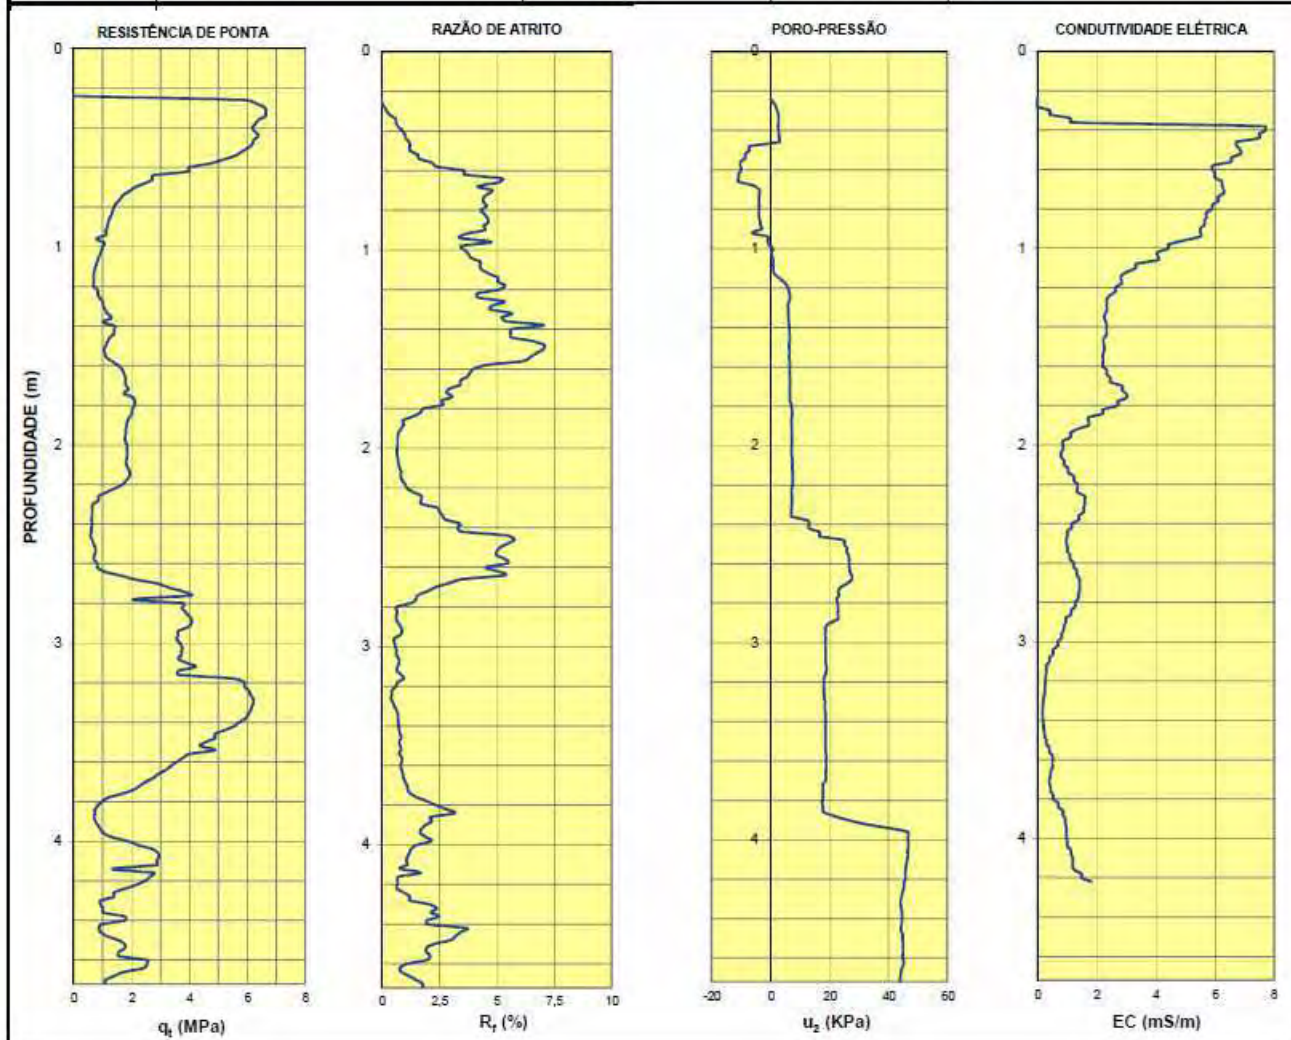 RESISTÊNCIA DE PONTA
RAZÃO DE ATRITO
PORO-PRESSÃO
CONDUTIVIDADE ELÉTRICA
0
0
0
0
1
1
1
1
2
2
2
2
3
3
3
3
4
4
4
4
PROFUNDIDADE (m)
0 2 4 6 8
0 2,5 5 7,5 10
-20 0 20 40 60
0 2 4 6 8
qt (MPa)
Rf (%)
u2 (KPa)
EC (mS/m)